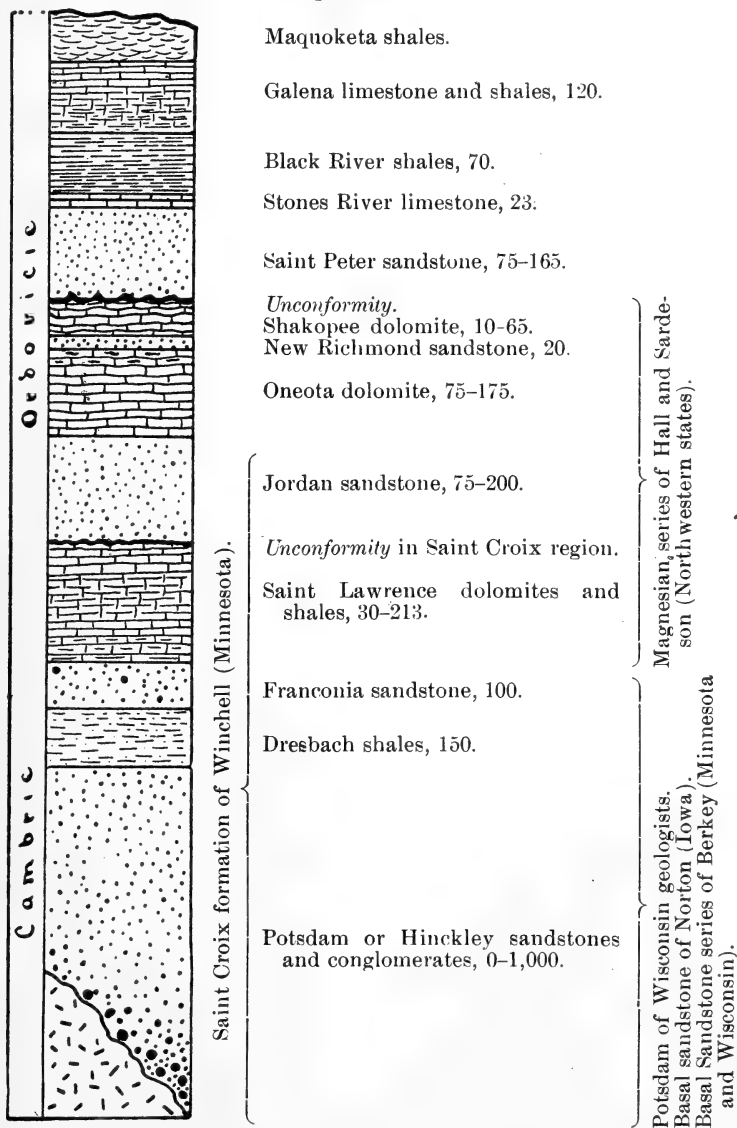 Maquoketa shales.
Galena limestone and shales, 120.
Black River shales, 70.
Stones River limestone, 23.
Saint Peter sandstone, 75–165.
Unconformity.
Shakopee dolomite, 10-65.
New Richmond sandstone, 20.
Oneota dolomite, 75–175.
Jordan sandstone, 75–200.
Unconformity in Saint Croix region.
Saint Lawrence dolomites and
shales, 30–213.
Franconia sandstone, 100.
Dresbach shales, 150.
Potsdam or Hinckley sandstones
and conglomerates, 0–1,000.
Ordovicic
Cambric
Saint Croix formation of Winchell (Minnesota).
Magnesian series of Hall and Sarde-
son (Northwestern states).
Potsdam of Wisconsin geologists.
Basal sandstone of Norton (Iowa).
Basal Sandstone series of Berkey (Minnesota
and Wisconsin).